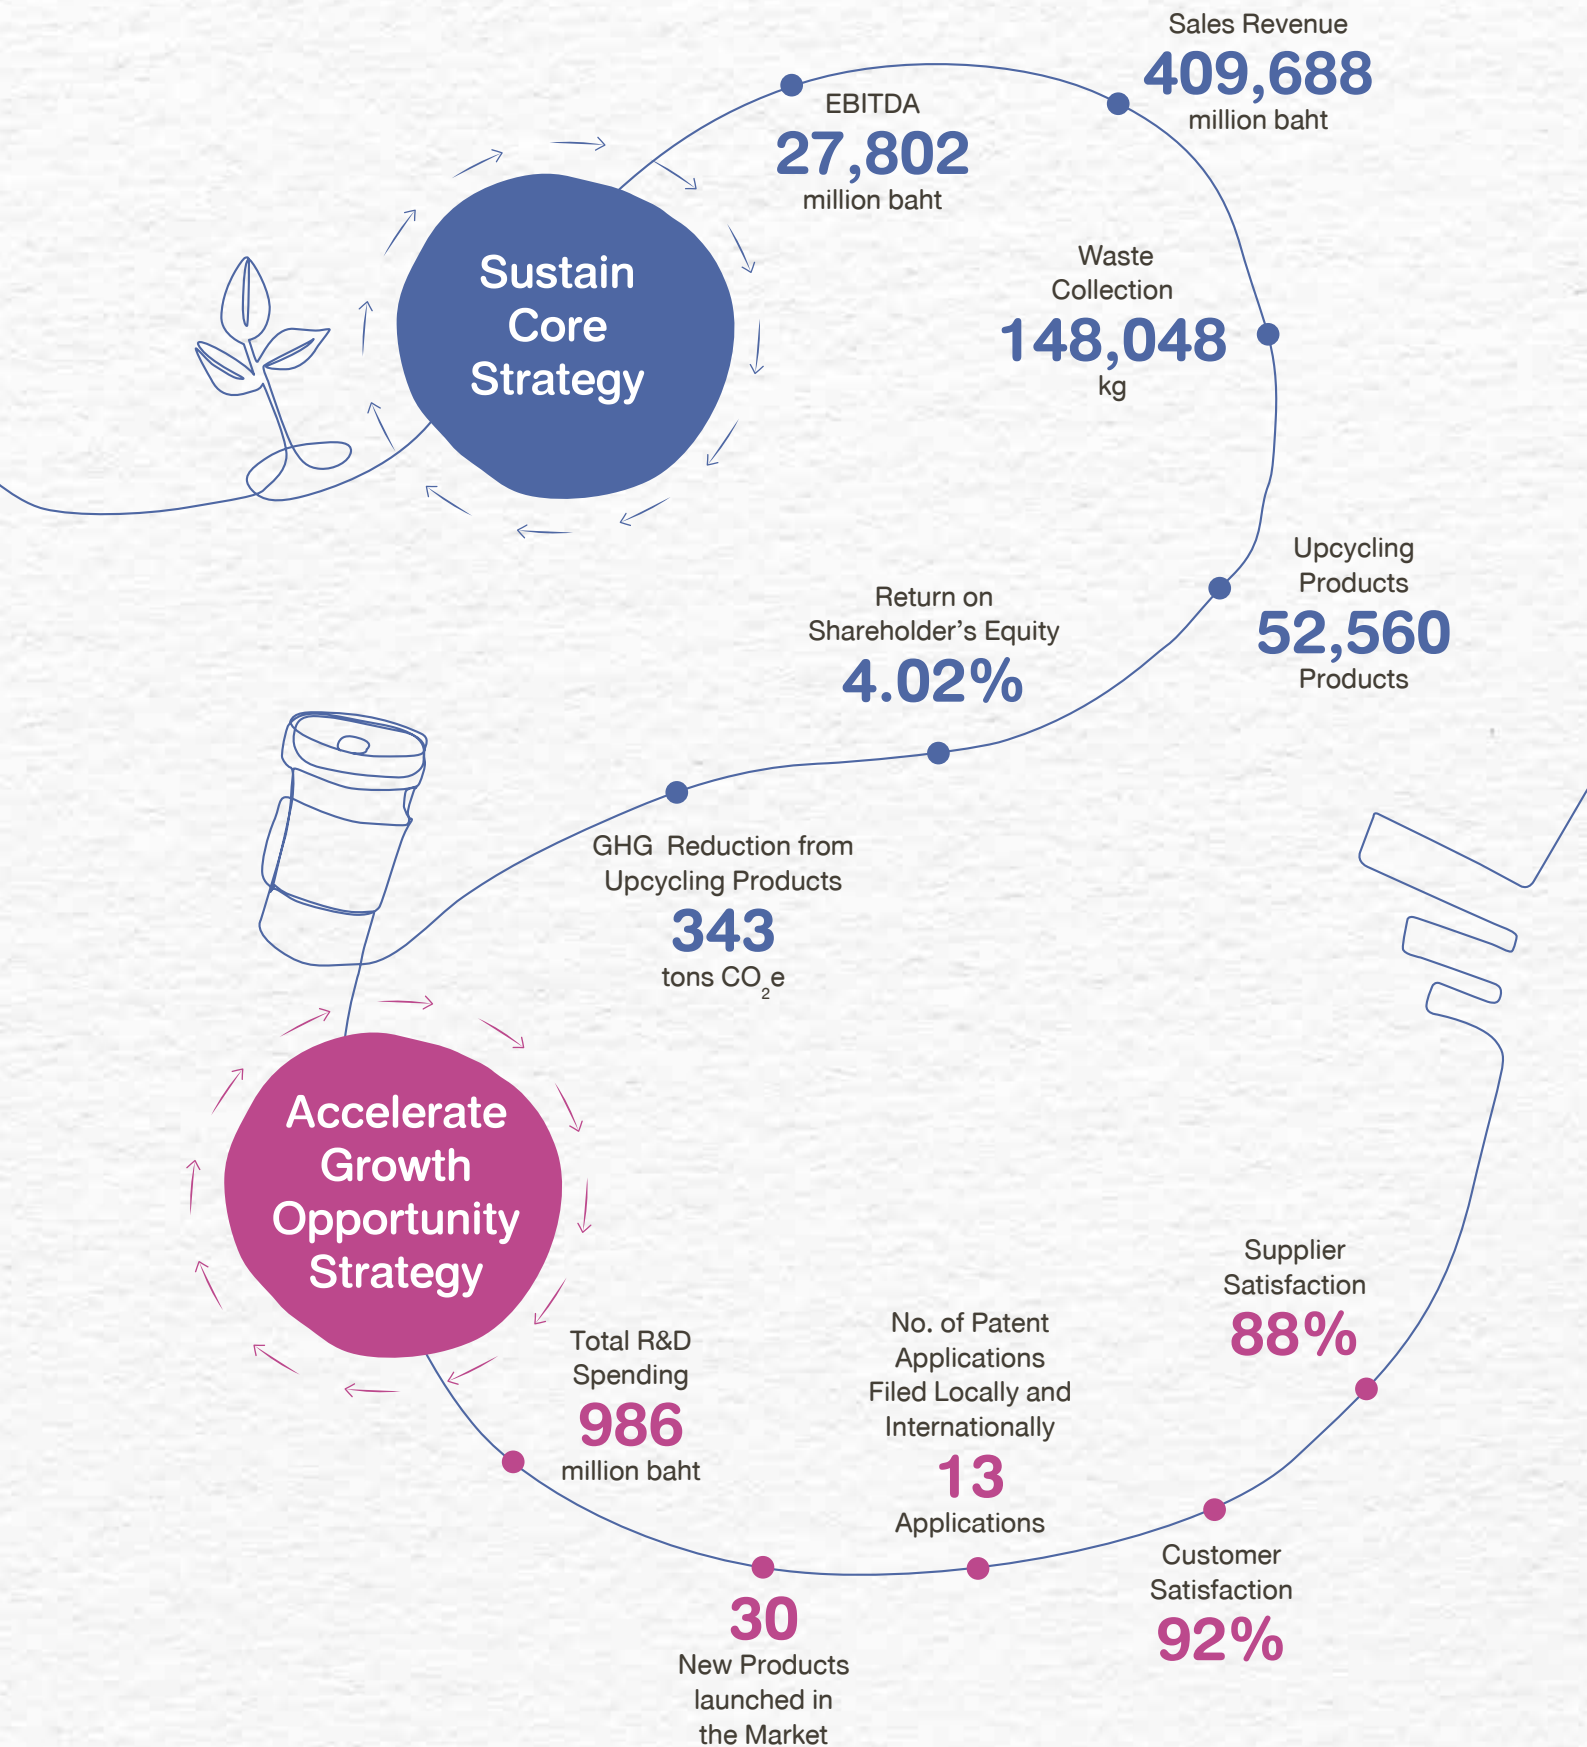 Sales Revenue
409,688
million baht
EBITDA
27,802
million baht
Sustain
Core
Strategy
Waste
Collection
148,048
kg
Upcycling
Products
52,560
Products
Return on
Shareholder's Equity
4.02%
GHG Reduction from
Upcycling Products
343
tons CO₂e
Accelerate
Growth
Opportunity
Strategy
Total R&D
Spending
986
million baht
30
New Products
launched in
the Market
No. of Patent
Applications
Filed Locally and
Internationally
13
Applications
Customer
Satisfaction
92%
Supplier
Satisfaction
88%